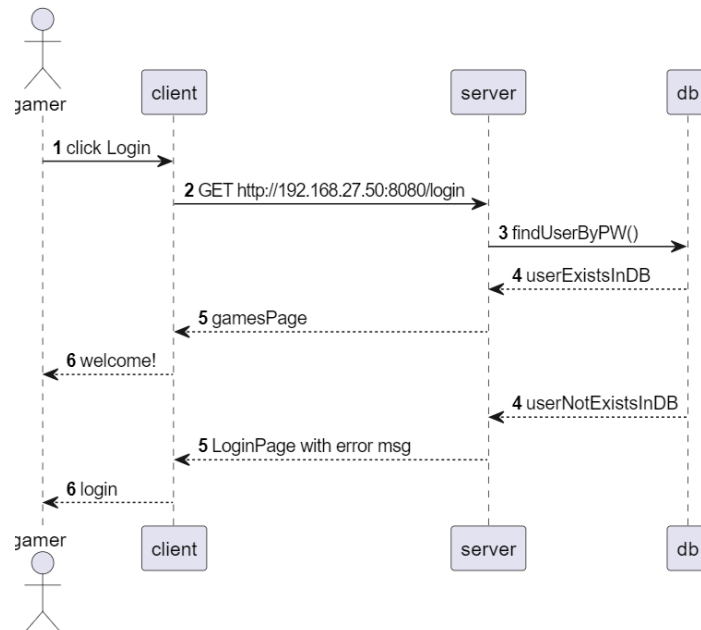 gamer
client
server
db
1 click Login
2 GET http://192.168.27.50:8080/login
3 findUserByPW()
4 userExistsInDB
5 gamesPage
6 welcome!
4 userNotExistsInDB
5 LoginPage with error msg
6 login
gamer
client
server
db